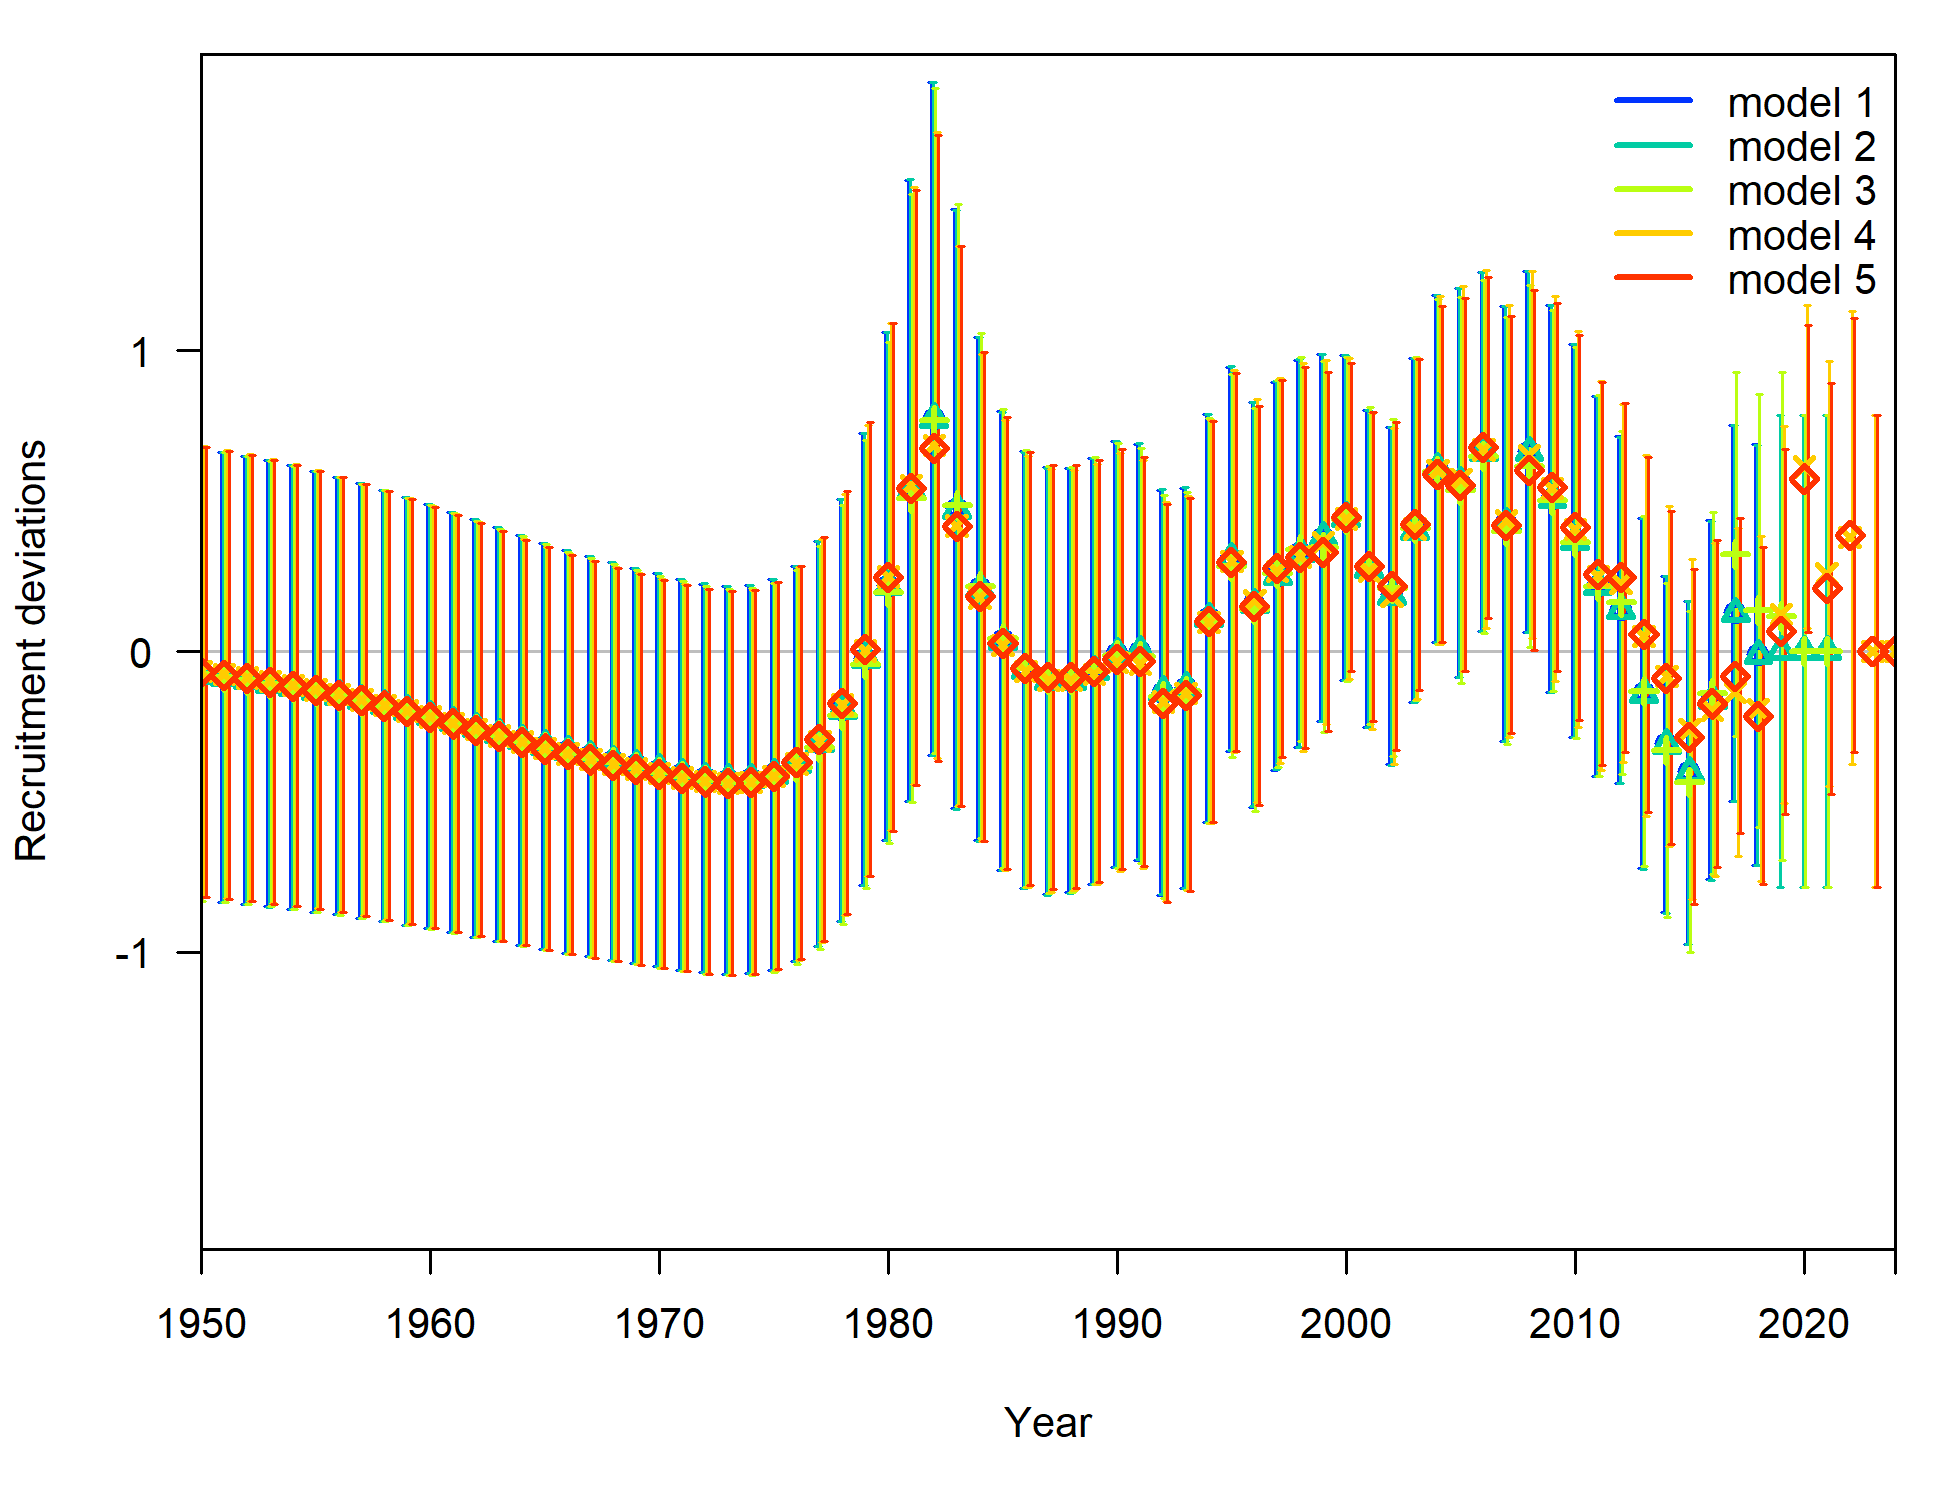 model 1
model 2
model 3
model 4
model 5
Recruitment deviations
1
0
-1
1950 1960 1970 1980 1990 2000 2010 2020
Year